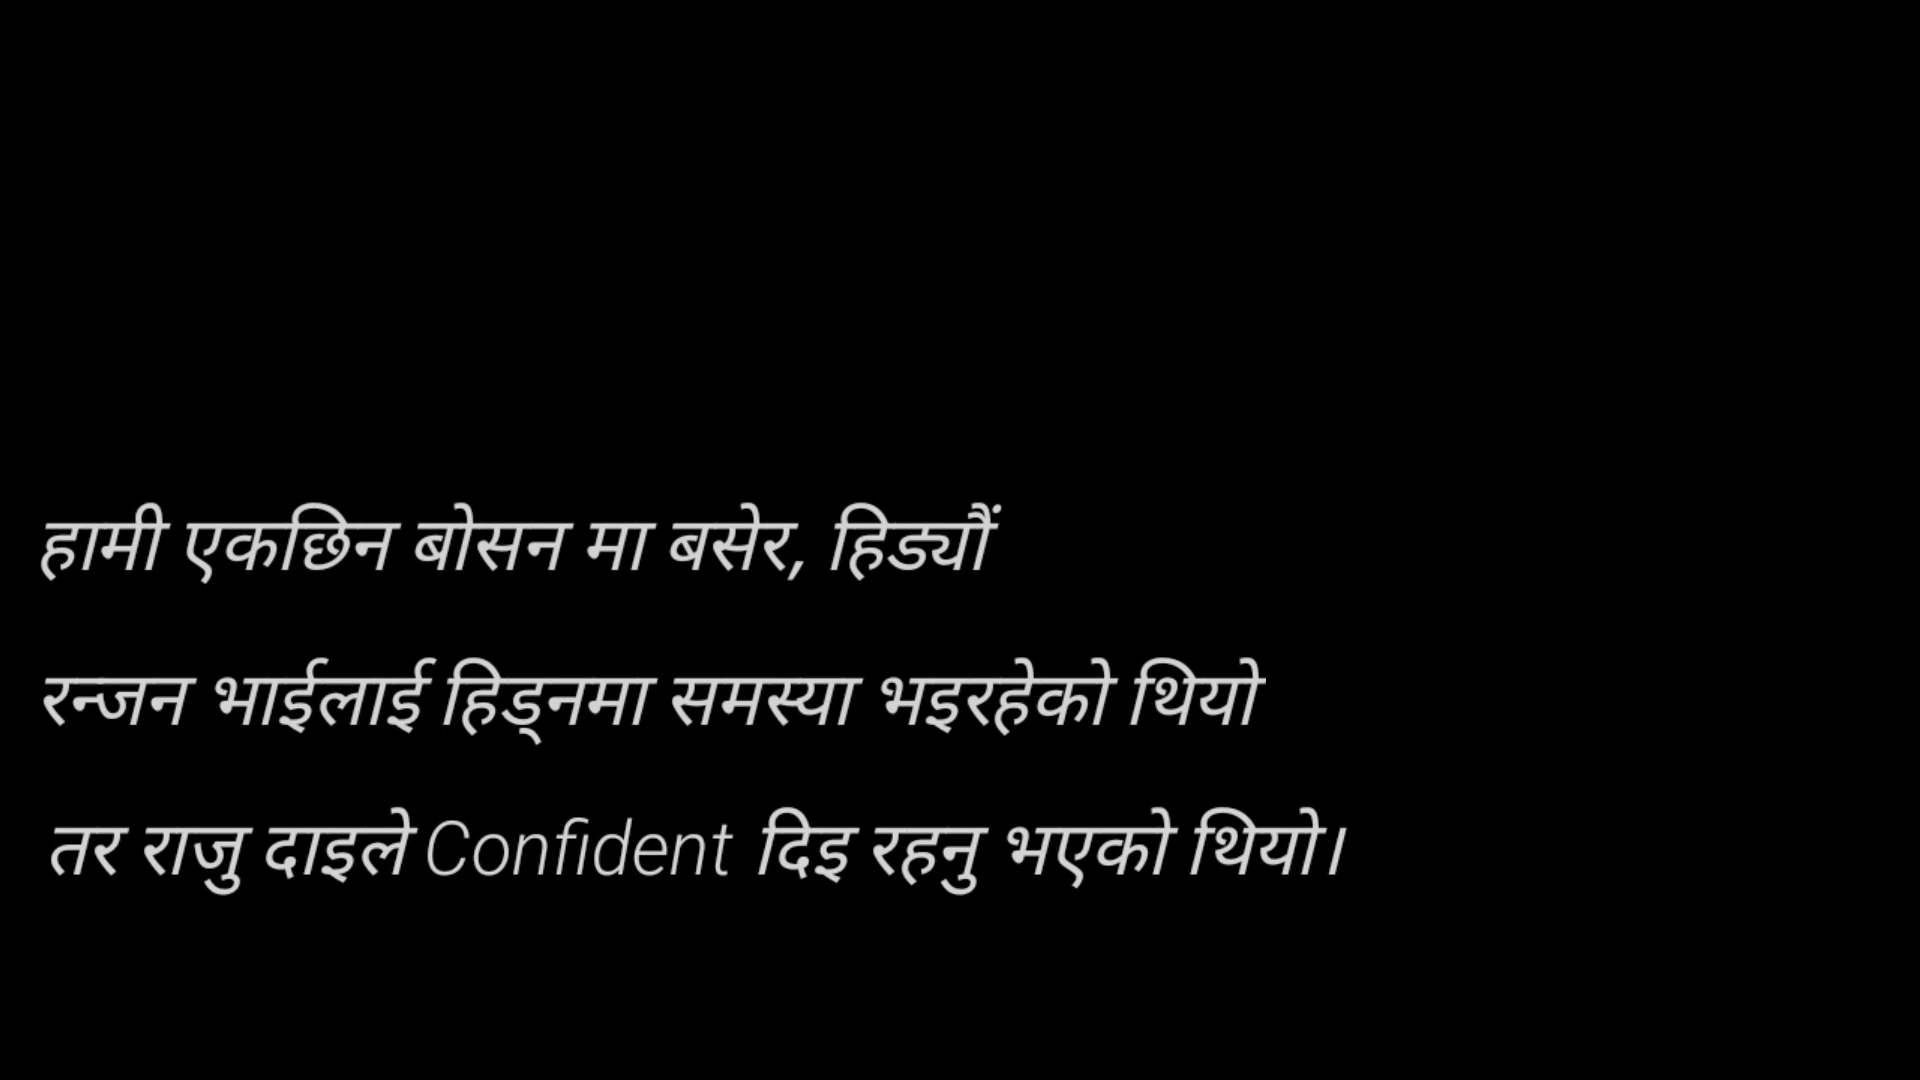 हामी एकछिन बोसन मा बसेर, हिड्यौं
रन्जन भाईलाई हिड्नमा समस्या भइरहेको थियो
तर राजु दाइले Confident दिइ रहनु भएको थियो।